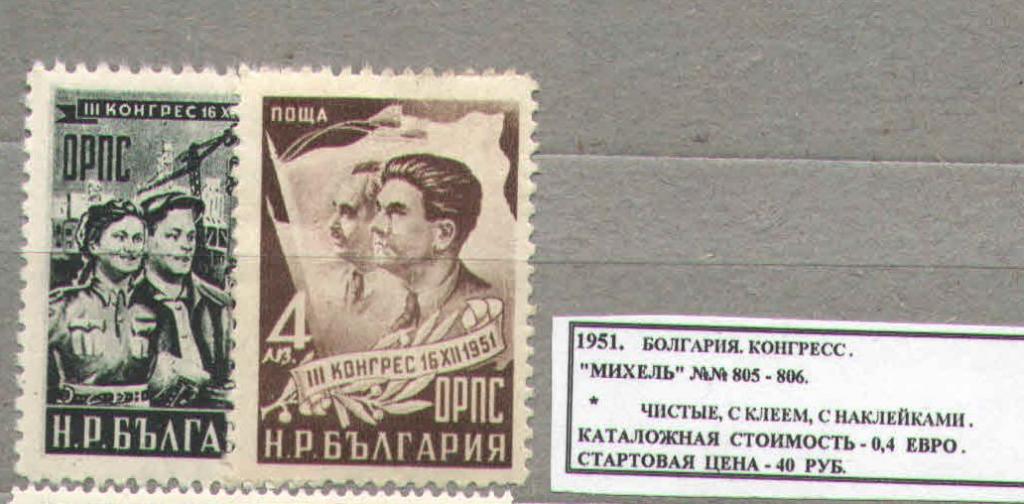 III КОНГРЕС 16 X
ОРПС
Н.Р.БЪЛГА
ПОЩА
4
ЛВ.
III КОНГРЕС 16 XII 1951
ОРПС
Н.Р.БЪЛГАРИЯ
1951. БОЛГАРИЯ. КОНГРЕСС.
"МИХЕЛЬ" №№ 805 - 806.
* ЧИСТЫЕ, С КЛЕЕМ, С НАКЛЕЙКАМИ.
КАТАЛОЖНАЯ СТОИМОСТЬ - 0,4 ЕВРО.
СТАРТОВАЯ ЦЕНА - 40 РУБ.